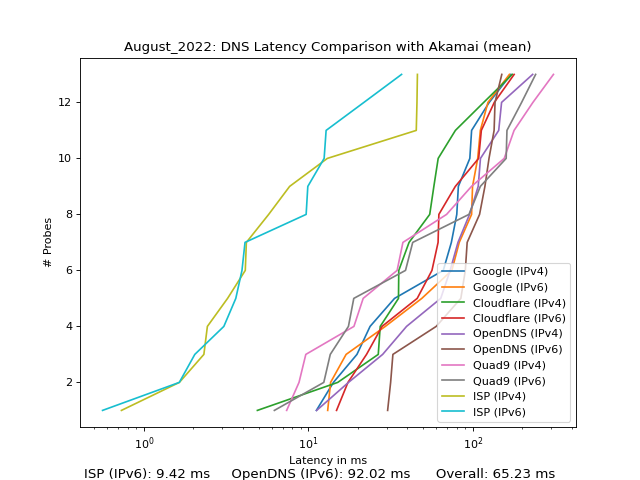 August_2022: DNS Latency Comparison with Akamai (mean)
# Probes
12
10
8
6
4
2
Google (IPv4)
Google (IPv6)
Cloudflare (IPv4)
Cloudflare (IPv6)
OpenDNS (IPv4)
OpenDNS (IPv6)
Quad9 (IPv4)
Quad9 (IPv6)
ISP (IPv4)
ISP (IPv6)
10⁰ 10¹ 10²
Latency in ms
ISP (IPv6): 9.42 ms OpenDNS (IPv6): 92.02 ms Overall: 65.23 ms